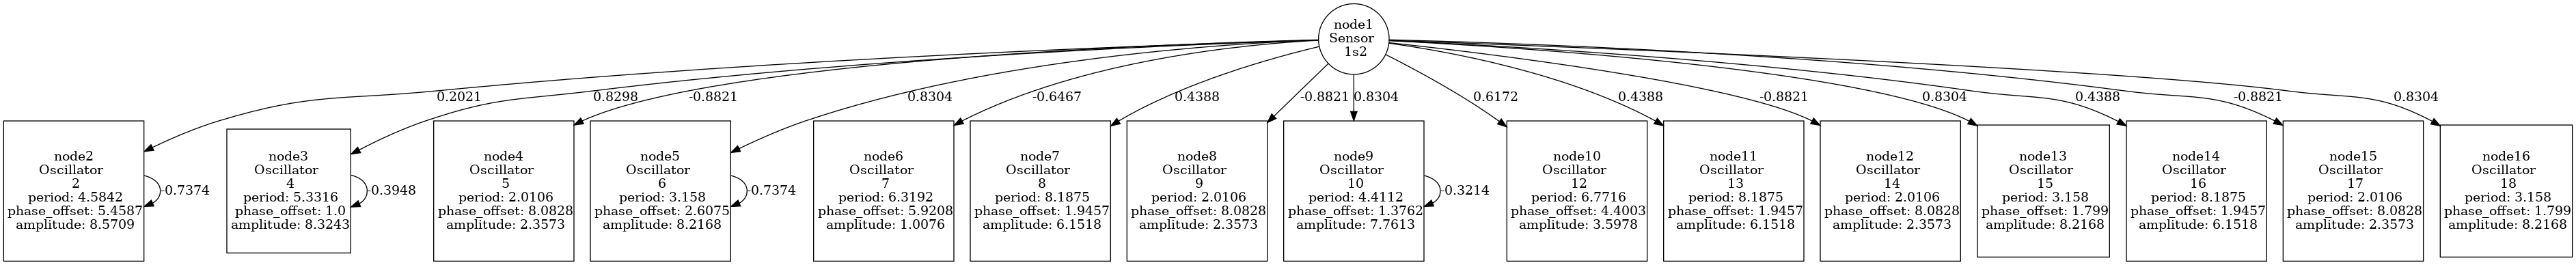 node1
Sensor
1s2
0.2021
0.8298
-0.8821
0.8304
-0.6467
0.4388
-0.8821
0.8304
0.6172
0.4388
-0.8821
0.8304
0.4388
-0.8821
0.8304
node2
Oscillator
2
period: 4.5842
phase_offset: 5.4587
amplitude: 8.5709
-0.7374
node3
Oscillator
4
period: 5.3316
phase_offset: 1.0
amplitude: 8.3243
-0.3948
node4
Oscillator
5
period: 2.0106
phase_offset: 8.0828
amplitude: 2.3573
node5
Oscillator
6
period: 3.158
phase_offset: 2.6075
amplitude: 8.2168
-0.7374
node6
Oscillator
7
period: 6.3192
phase_offset: 5.9208
amplitude: 1.0076
node7
Oscillator
8
period: 8.1875
phase_offset: 1.9457
amplitude: 6.1518
node8
Oscillator
9
period: 2.0106
phase_offset: 8.0828
amplitude: 2.3573
node9
Oscillator
10
period: 4.4112
phase_offset: 1.3762
amplitude: 7.7613
-0.3214
node10
Oscillator
12
period: 6.7716
phase_offset: 4.4003
amplitude: 3.5978
node11
Oscillator
13
period: 8.1875
phase_offset: 1.9457
amplitude: 6.1518
node12
Oscillator
14
period: 2.0106
phase_offset: 8.0828
amplitude: 2.3573
node13
Oscillator
15
period: 3.158
phase_offset: 1.799
amplitude: 8.2168
node14
Oscillator
16
period: 8.1875
phase_offset: 1.9457
amplitude: 6.1518
node15
Oscillator
17
period: 2.0106
phase_offset: 8.0828
amplitude: 2.3573
node16
Oscillator
18
period: 3.158
phase_offset: 1.799
amplitude: 8.2168